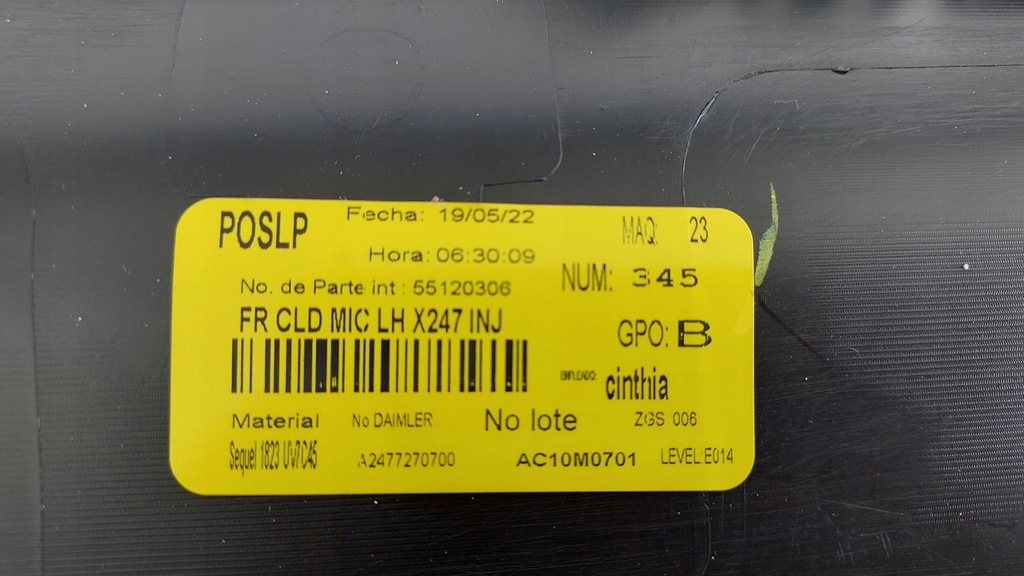 POSLP
Fecha: 19/05/22
MAQ: 23
Hora: 06:30:09
No. de Parte int : 55120306
NUM: 345
FR CLD MIC LH X247 INJ
GPO: B
cinthia
Material
No DAIMLER
No lote
ZGS 006
Sequel 1823
A2477270700
AC10M0701
LEVEL:E014